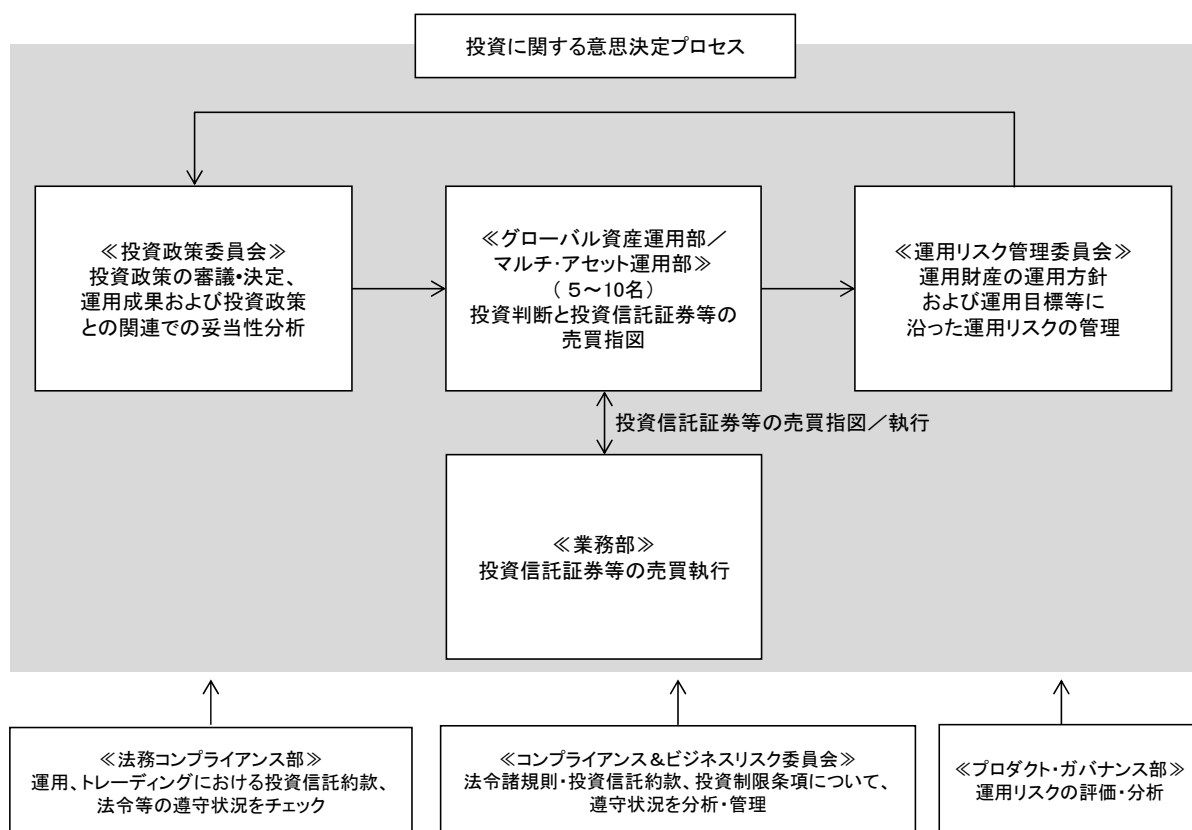 投資に関する意思決定プロセス
≪投資政策委員会≫
投資政策の審議・決定、
運用成果および投資政策
との関連での妥当性分析
≪グローバル資産運用部／
マルチ・アセット運用部≫
（５～10名）
投資判断と投資信託証券等の
売買指図
≪運用リスク管理委員会≫
運用財産の運用方針
および運用目標等に
沿った運用リスクの管理
投資信託証券等の売買指図／執行
≪業務部≫
投資信託証券等の売買執行
≪法務コンプライアンス部≫
運用、トレーディングにおける投資信託約款、
法令等の遵守状況をチェック
≪コンプライアンス＆ビジネスリスク委員会≫
法令諸規則・投資信託約款、投資制限条項について、
遵守状況を分析・管理
≪プロダクト・ガバナンス部≫
運用リスクの評価・分析